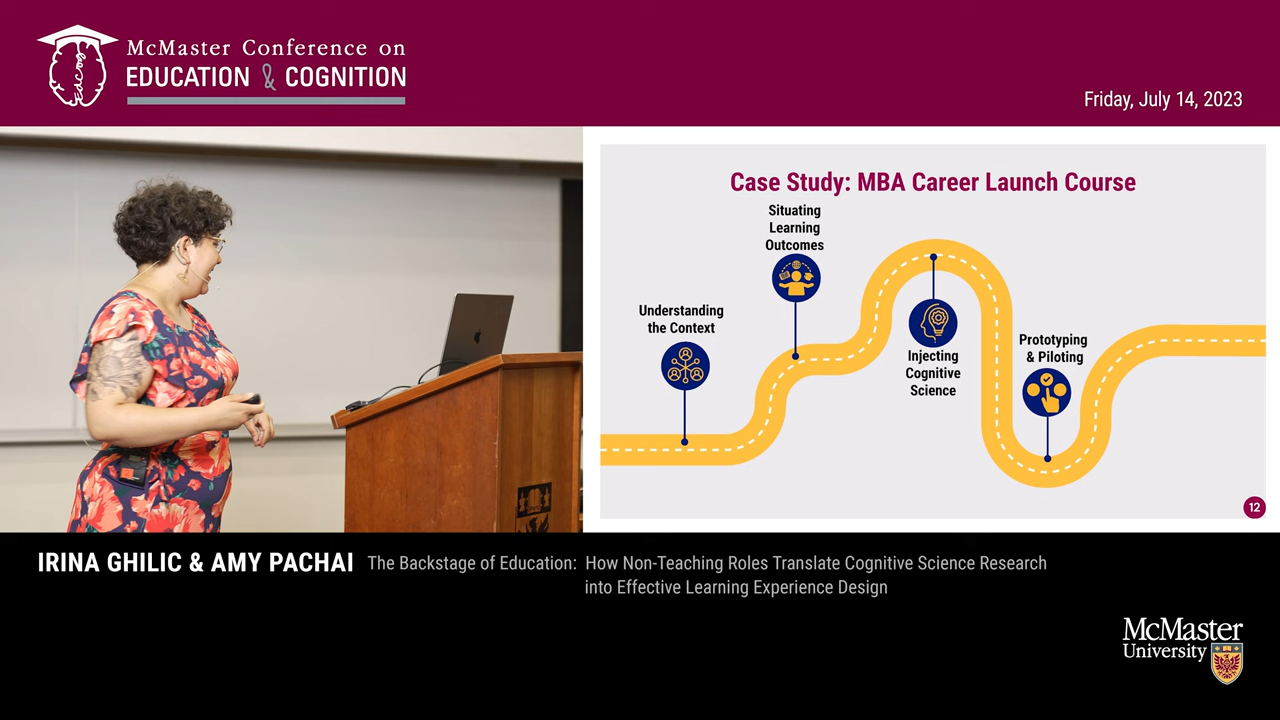 McMaster Conference on
EDUCATION & COGNITION
Friday, July 14, 2023
Case Study: MBA Career Launch Course
Situating
Learning
Outcomes
Understanding
the Context
Injecting
Cognitive
Science
Prototyping
& Piloting
12
IRINA GHILIC & AMY PACHAI The Backstage of Education: How Non-Teaching Roles Translate Cognitive Science Research
into Effective Learning Experience Design
McMaster
University